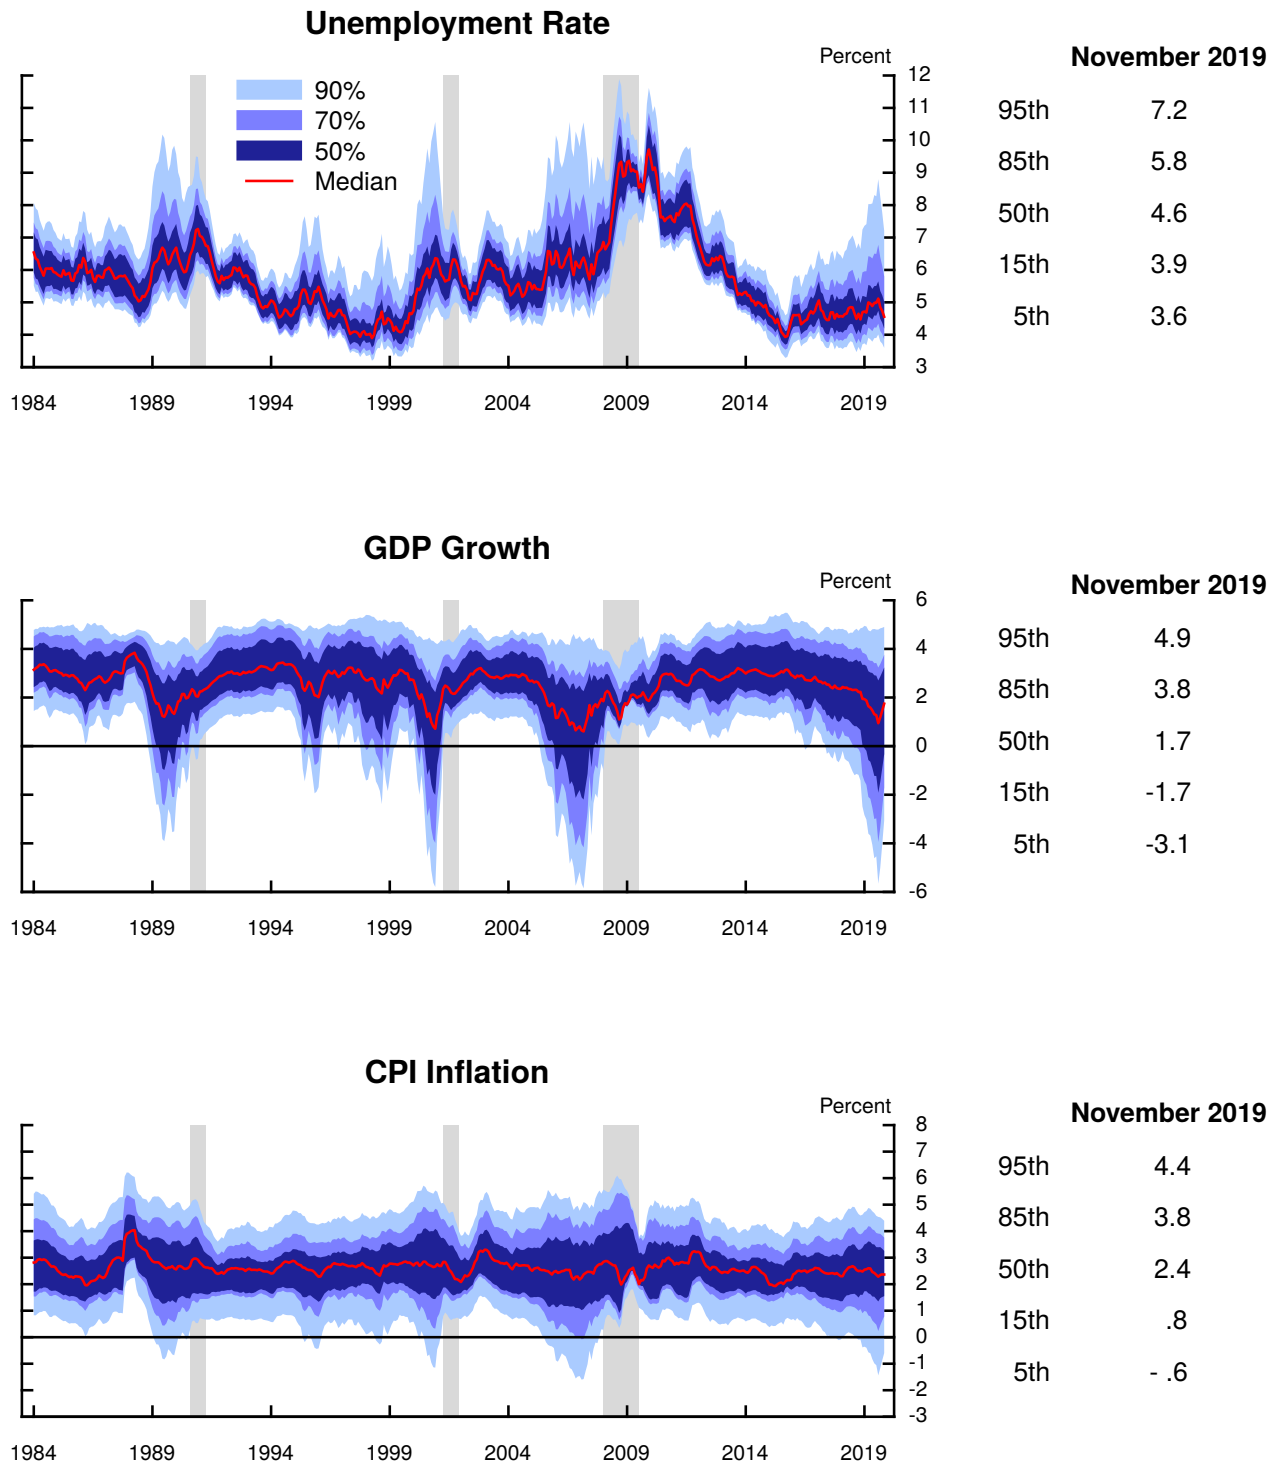 Unemployment Rate
Percent
November 2019
90%
70%
50%
Median
12
11
10
9
8
7
6
5
4
3
95th 7.2
85th 5.8
50th 4.6
15th 3.9
5th 3.6
1984 1989 1994 1999 2004 2009 2014 2019
GDP Growth
Percent
November 2019
6
4
2
0
-2
-4
-6
95th 4.9
85th 3.8
50th 1.7
15th -1.7
5th -3.1
1984 1989 1994 1999 2004 2009 2014 2019
CPI Inflation
Percent
November 2019
8
7
6
5
4
3
2
1
0
-1
-2
-3
95th 4.4
85th 3.8
50th 2.4
15th .8
5th - .6
1984 1989 1994 1999 2004 2009 2014 2019